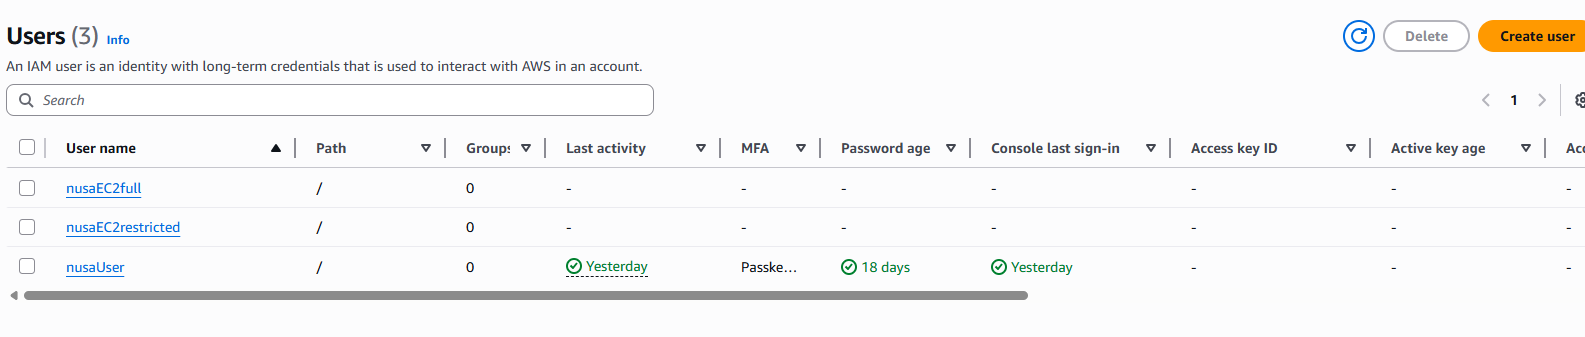 Users (3) Info
Delete
Create user
An IAM user is an identity with long-term credentials that is used to interact with AWS in an account.
Search
1
User name Path Groups Last activity MFA Password age Console last sign-in Access key ID Active key age Acc
nusaEC2full / 0 - - - - - - -
nusaEC2restricted / 0 - - - - - - -
nusaUser / 0 Yesterday Passke... 18 days Yesterday - - -